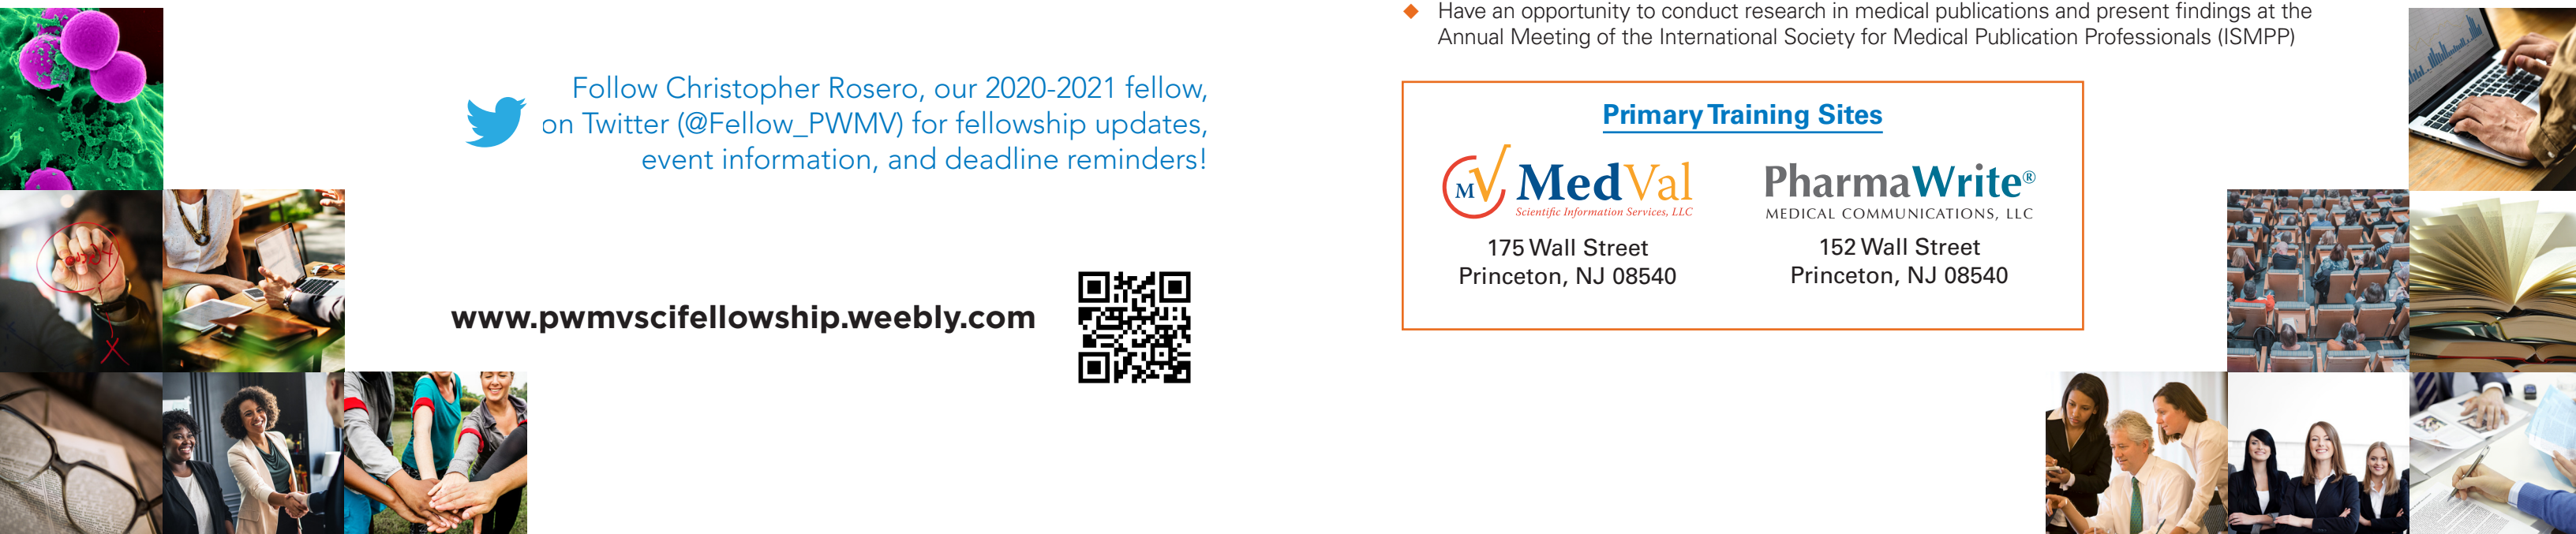 Follow Christopher Rosero, our 2020-2021 fellow,
on Twitter (@Fellow_PWMV) for fellowship updates,
event information, and deadline reminders!
www.pwmvscifellowship.weebly.com
◆ Have an opportunity to conduct research in medical publications and present findings at the
Annual Meeting of the International Society for Medical Publication Professionals (ISMPP)
Primary Training Sites
MV MedVal
Scientific Information Services, LLC
175 Wall Street
Princeton, NJ 08540
PharmaWrite®
MEDICAL COMMUNICATIONS, LLC
152 Wall Street
Princeton, NJ 08540